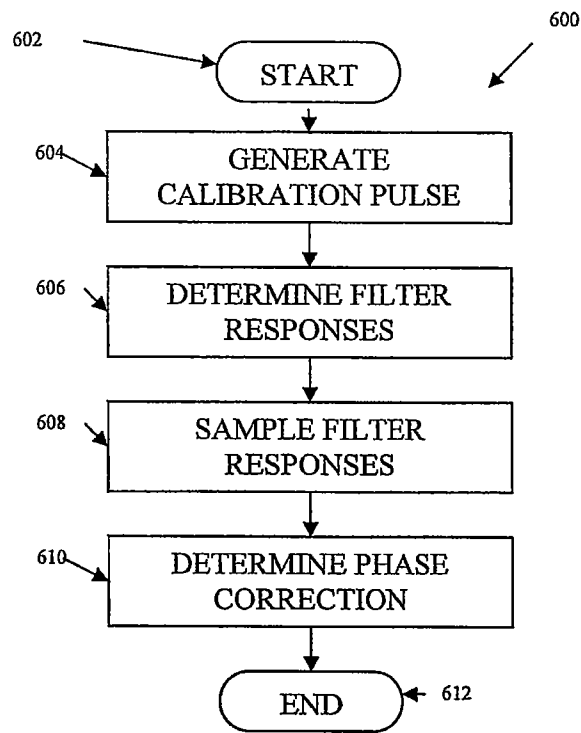 600
602
START
604
GENERATE
CALIBRATION PULSE
606
DETERMINE FILTER
RESPONSES
608
SAMPLE FILTER
RESPONSES
610
DETERMINE PHASE
CORRECTION
END
612